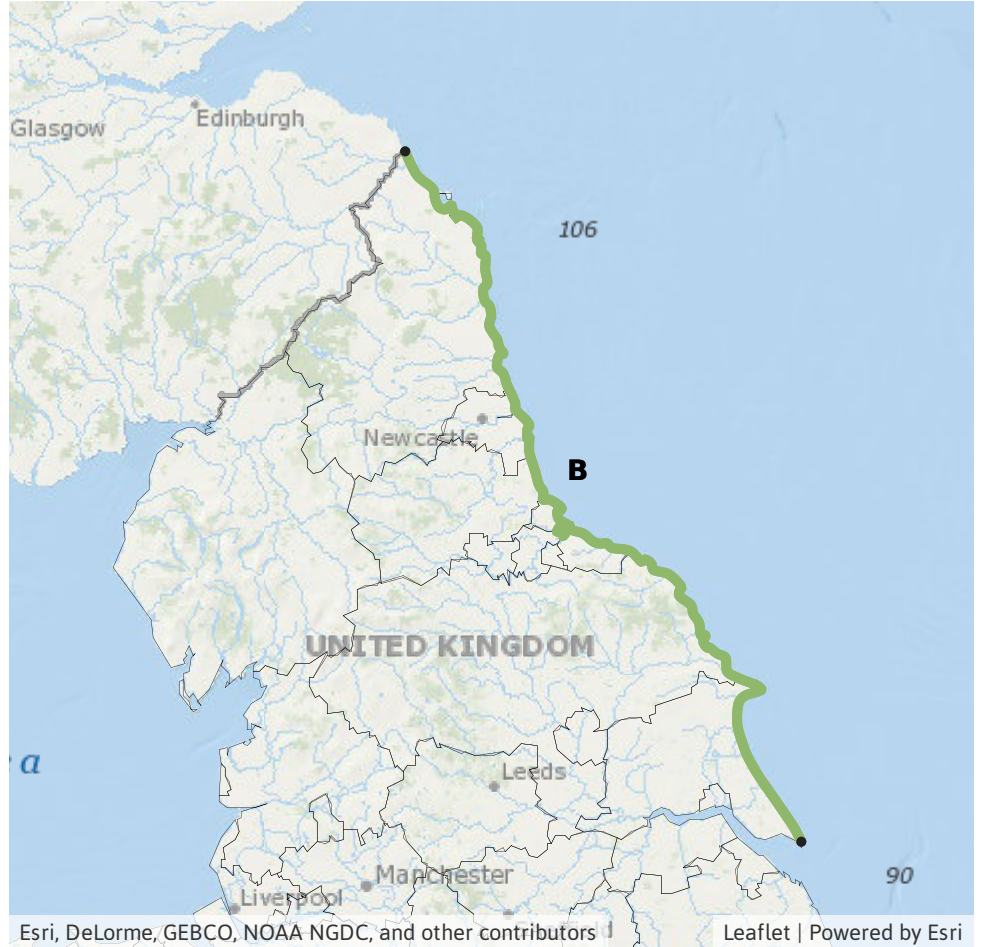 Edinburgh
Glasgow
106
Newcastle
B
UNITED KINGDOM
a
Leeds
Manchester
90
Liverpool
Esri, DeLorme, GEBCO, NOAA NGDC, and other contributors
Leaflet | Powered by Esri